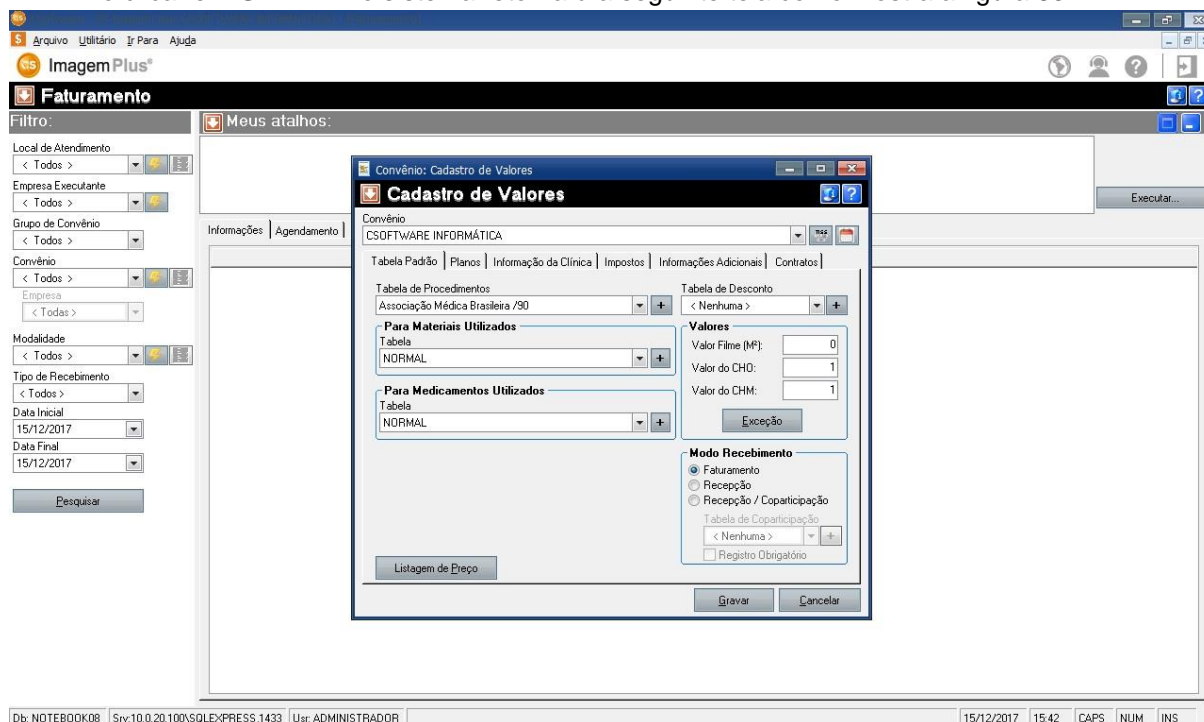 Arquivo Utilitário Ir Para Ajuda
ImagemPlus®
Faturamento
Filtro:
Meus atalhos:
Local de Atendimento
< Todos >
Empresa Executante
< Todos >
Grupo de Convênio
< Todos >
Convênio
< Todos >
Empresa
< Todas >
Modalidade
< Todos >
Tipo de Recebimento
< Todos >
Data Inicial
15/12/2017
Data Final
15/12/2017
Pesquisar
Executar...
Informações Agendamento
Convênio: Cadastro de Valores
Cadastro de Valores
Convênio
CSOFTWARE INFORMÁTICA
Tabela Padrão Planos Informação da Clínica Impostos Informações Adicionais Contratos
Tabela de Procedimentos
Associação Médica Brasileira /90
Tabela de Desconto
< Nenhuma >
Para Materiais Utilizados
Tabela
NORMAL
Para Medicamentos Utilizados
Tabela
NORMAL
Valores
Valor Filme (M²): 0
Valor do CHO: 1
Valor do CHM: 1
Exceção
Modo Recebimento
Faturamento
Recepção
Recepção / Coparticipação
Tabela de Coparticipação
< Nenhuma >
Registro Obrigatório
Listagem de Preço
Gravar Cancelar
Db: NOTEBOOK08 Srv:10.0.20.100\SQLEXPRESS,1433 Usr: ADMINISTRADOR 15/12/2017 15:42 CAPS NUM INS